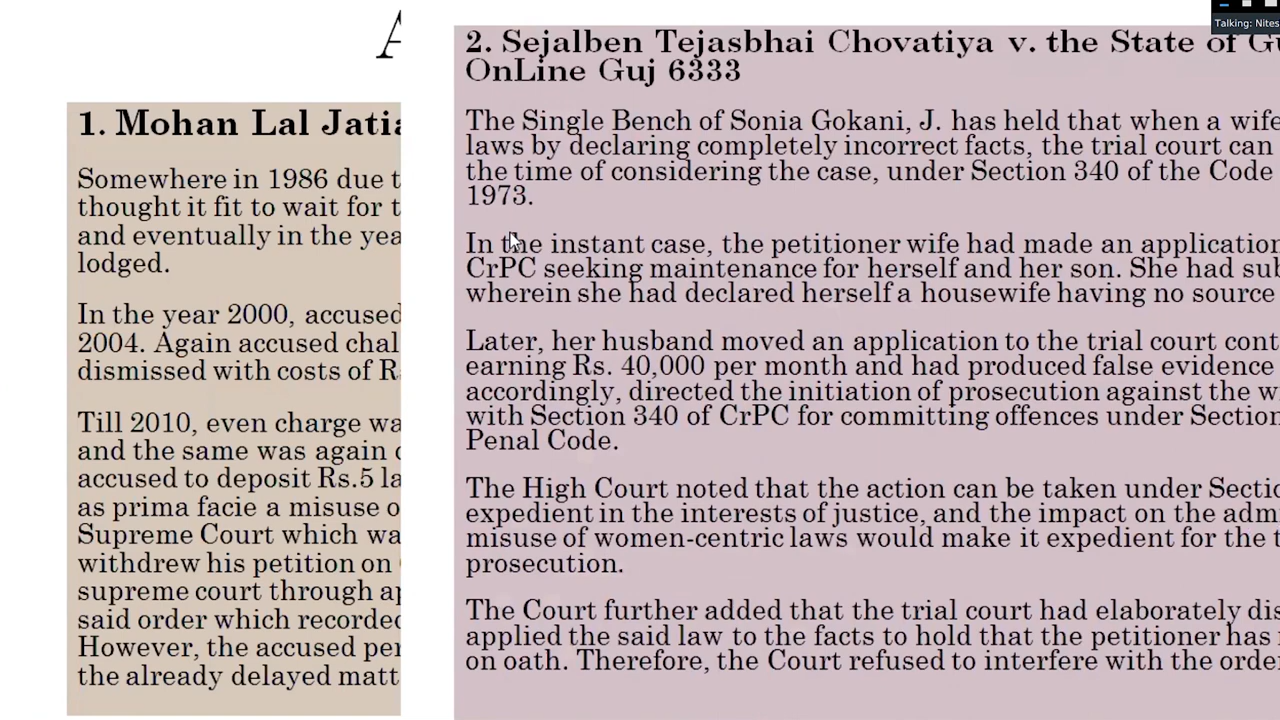 A
1. Mohan Lal Jatia
Somewhere in 1986 due t
thought it fit to wait for t
and eventually in the yea
lodged.
In the year 2000, accused
2004. Again accused chal
dismissed with costs of R
Till 2010, even charge wa
and the same was again
accused to deposit Rs.5 la
as prima facie a misuse o
Supreme Court which wa
withdrew his petition on
supreme court through ap
said order which recorded
However, the accused per
the already delayed matt
Talking: Nites
2. Sejalben Tejasbhai Chovatiya v. the State of Gu
OnLine Guj 6333
The Single Bench of Sonia Gokani, J. has held that when a wife
laws by declaring completely incorrect facts, the trial court can
the time of considering the case, under Section 340 of the Code
1973.
In the instant case, the petitioner wife had made an application
CrPC seeking maintenance for herself and her son. She had sub
wherein she had declared herself a housewife having no source
Later, her husband moved an application to the trial court cont
earning Rs. 40,000 per month and had produced false evidence
accordingly, directed the initiation of prosecution against the w
with Section 340 of CrPC for committing offences under Section
Penal Code.
The High Court noted that the action can be taken under Sectio
expedient in the interests of justice, and the impact on the adm
misuse of women-centric laws would make it expedient for the t
prosecution.
The Court further added that the trial court had elaborately dis
applied the said law to the facts to hold that the petitioner has
on oath. Therefore, the Court refused to interfere with the orde